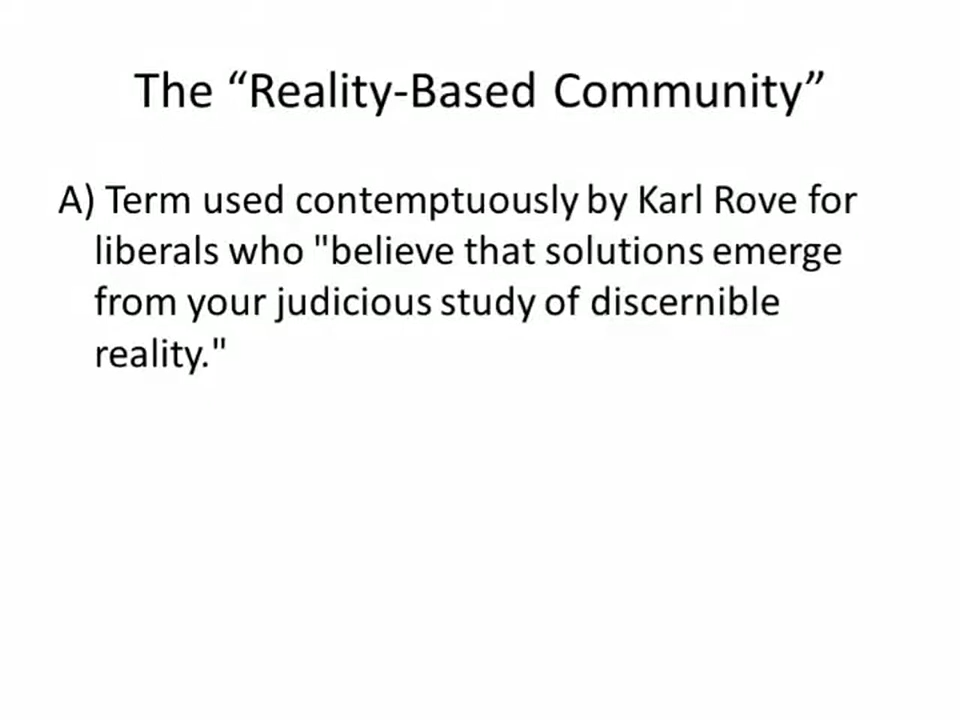 The “Reality-Based Community”
A) Term used contemptuously by Karl Rove for
liberals who "believe that solutions emerge
from your judicious study of discernible
reality."